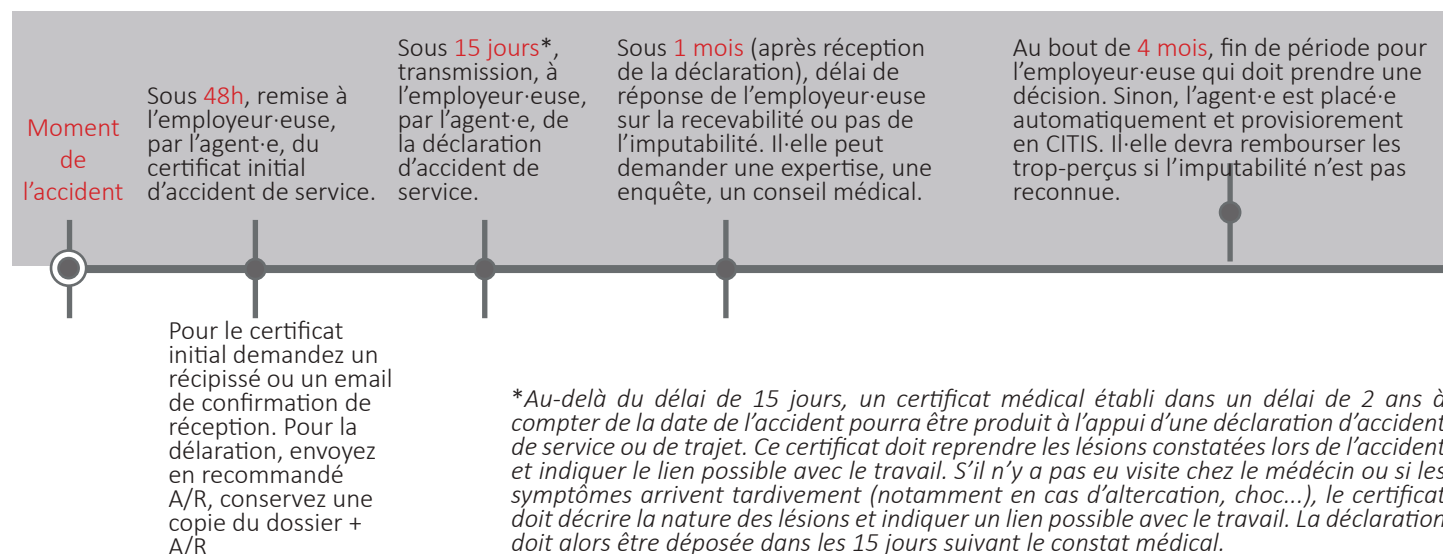 Moment
de
l'accident
Sous 48h, remise à
l'employeur·euse,
par l'agent·e, du
certificat initial
d'accident de service.
Sous 15 jours*,
transmission, à
l'employeur·euse,
par l'agent·e, de
la déclaration
d'accident de
service.
Sous 1 mois (après réception
de la déclaration), délai de
réponse de l'employeur·euse
sur la recevabilité ou pas de
l'imputabilité. Il·elle peut
demander une expertise, une
enquête, un conseil médical.
Au bout de 4 mois, fin de période pour
l'employeur·euse qui doit prendre une
décision. Sinon, l'agent·e est placé·e
automatiquement et provisiorement
en CITIS. Il·elle devra rembourser les
trop-perçus si l'imputabilité n'est pas
reconnue.
Pour le certificat
initial demandez un
récipissé ou un email
de confirmation de
réception. Pour la
délaration, envoyez
en recommandé
A/R, conservez une
copie du dossier +
A/R
*Au-delà du délai de 15 jours, un certificat médical établi dans un délai de 2 ans à
compter de la date de l'accident pourra être produit à l'appui d'une déclaration d'accident
de service ou de trajet. Ce certificat doit reprendre les lésions constatées lors de l'accident
et indiquer le lien possible avec le travail. S'il n'y a pas eu visite chez le médécin ou si les
symptômes arrivent tardivement (notamment en cas d'altercation, choc...), le certificat
doit décrire la nature des lésions et indiquer un lien possible avec le travail. La déclaration
doit alors être déposée dans les 15 jours suivant le constat médical.